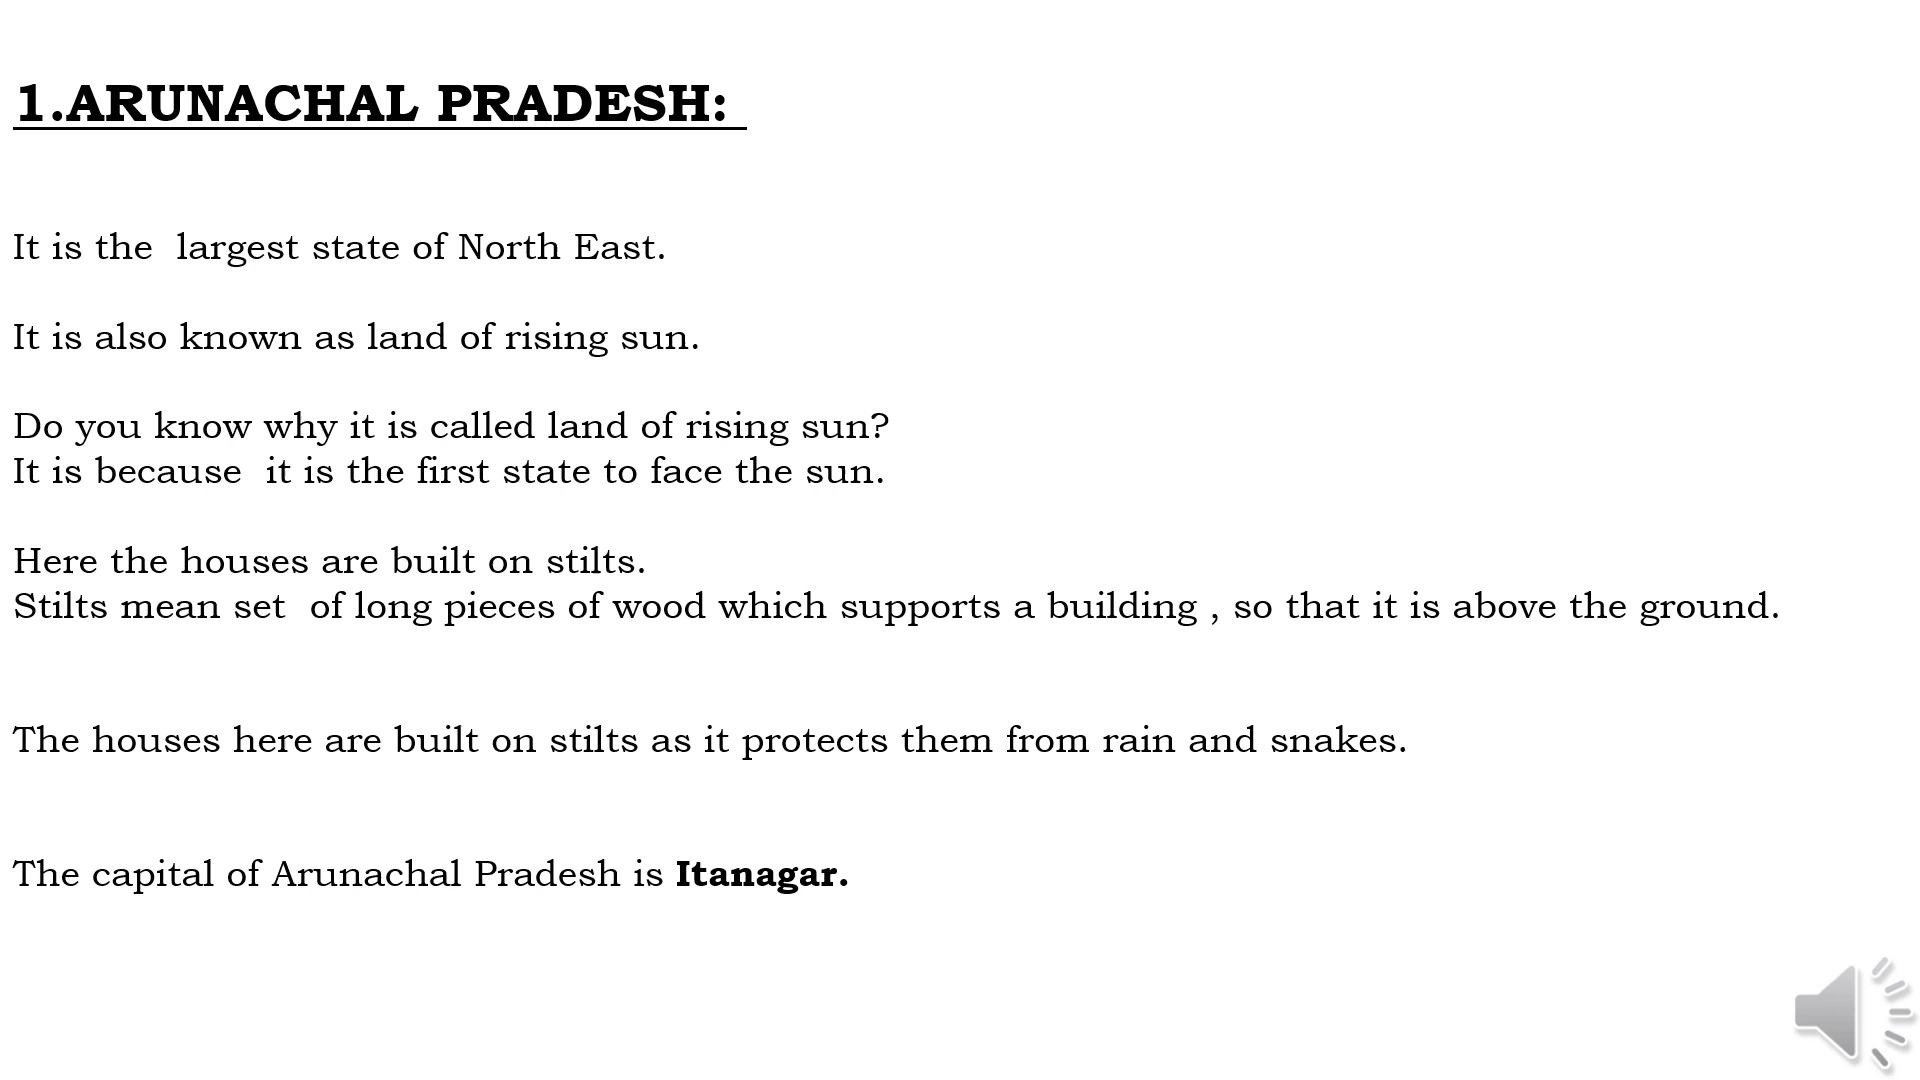 1.ARUNACHAL PRADESH:
It is the  largest state of North East.
It is also known as land of rising sun.
Do you know why it is called land of rising sun?
It is because  it is the first state to face the sun.
Here the houses are built on stilts.
Stilts mean set  of long pieces of wood which supports a building , so that it is above the ground.
The houses here are built on stilts as it protects them from rain and snakes.
The capital of Arunachal Pradesh is Itanagar.